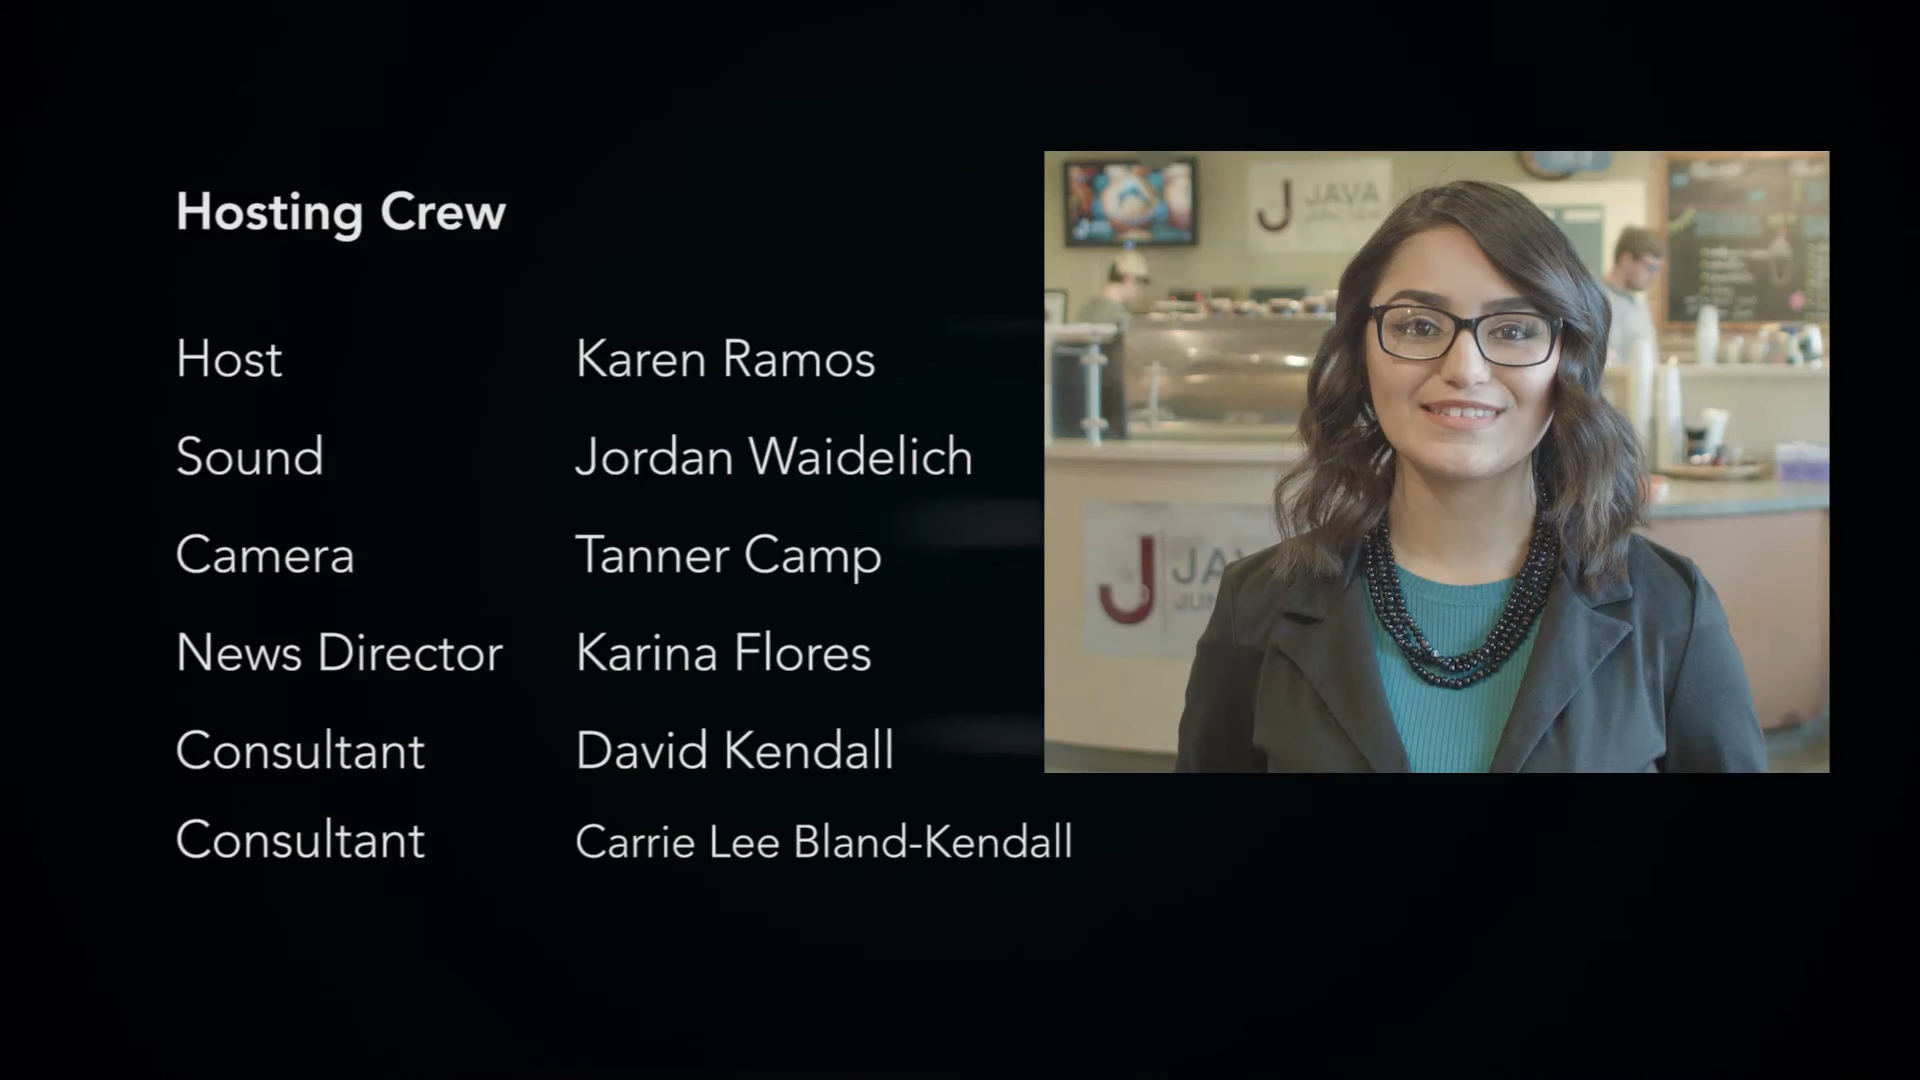 Hosting Crew
Host Karen Ramos
Sound Jordan Waidelich
Camera Tanner Camp
News Director Karina Flores
Consultant David Kendall
Consultant Carrie Lee Bland-Kendall
J JAVA
J JA